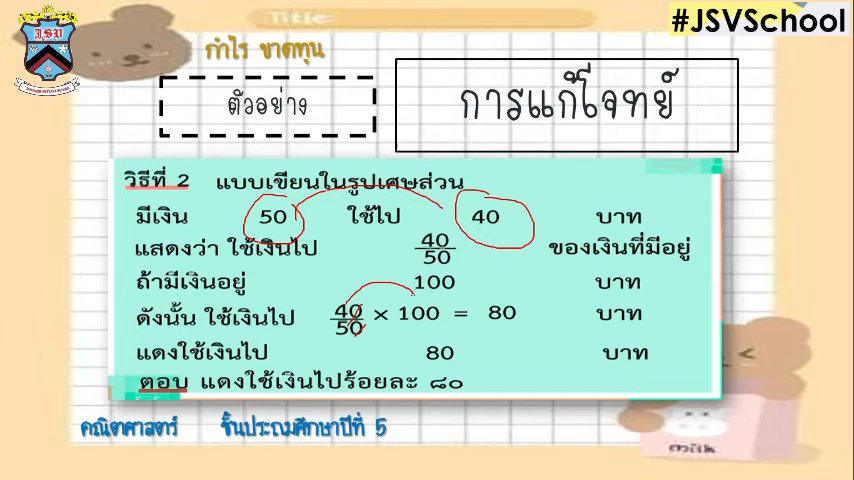 Title:
#JSVSchool
JSV
กำไร ขาดทุน
ตัวอย่าง
การแก้โจทย์
วิธีที่ 2 แบบเขียนในรูปเศษส่วน
มีเงิน 50 ใช้ไป 40 บาท
แสดงว่า ใช้เงินไป 40/50 ของเงินที่มีอยู่
ถ้ามีเงินอยู่ 100 บาท
ดังนั้น ใช้เงินไป 40/50 × 100 = 80 บาท
แดงใช้เงินไป 80 บาท
ตอบ แดงใช้เงินไปร้อยละ ๘๐
คณิตศาสตร์ ชั้นประถมศึกษาปีที่ 5
milk